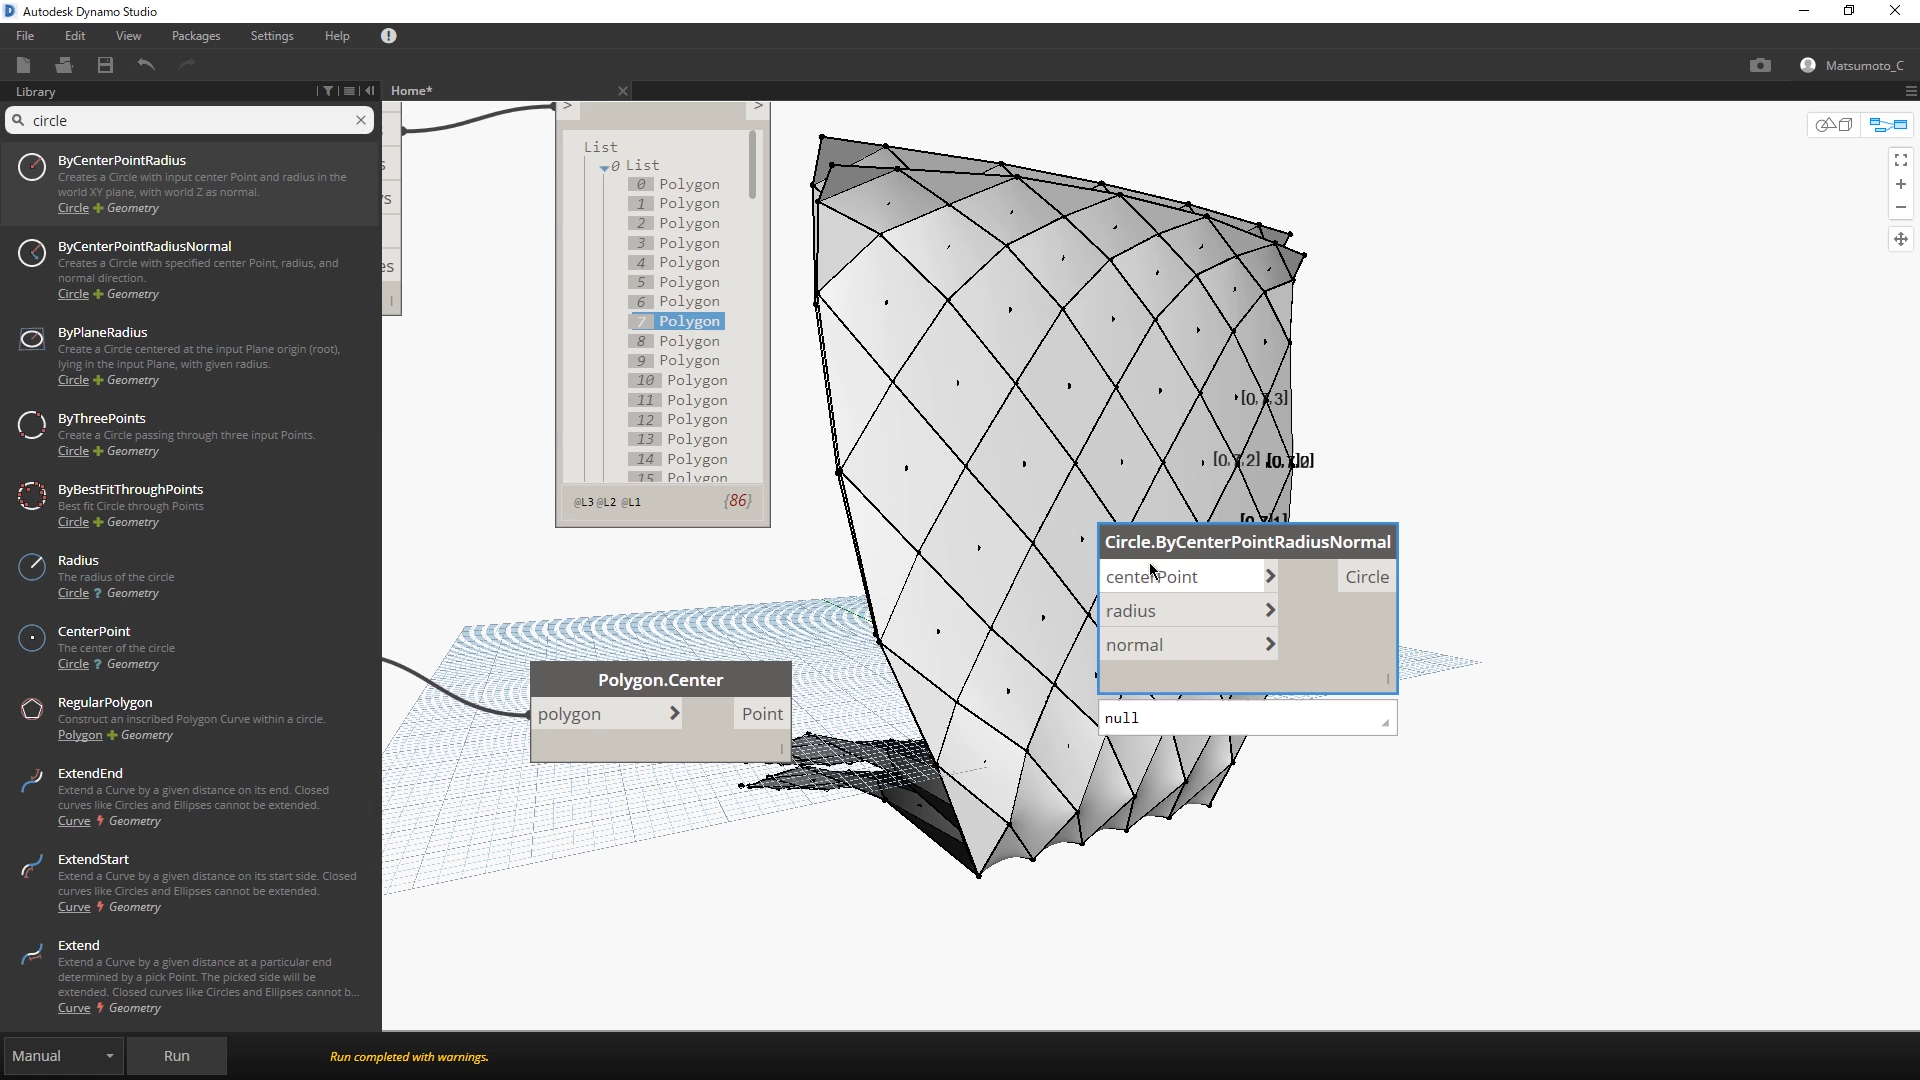 Autodesk Dynamo Studio
File Edit View Packages Settings Help
Matsumoto_C
Library
Home*
circle
ByCenterPointRadius
Creates a Circle with input center Point and radius in the
world XY plane, with world Z as normal.
Circle + Geometry
ByCenterPointRadiusNormal
Creates a Circle with specified center Point, radius, and
normal direction.
Circle + Geometry
ByPlaneRadius
Create a Circle centered at the input Plane origin (root),
lying in the input Plane, with given radius.
Circle + Geometry
ByThreePoints
Create a Circle passing through three input Points.
Circle + Geometry
ByBestFitThroughPoints
Best fit Circle through Points
Circle + Geometry
Radius
The radius of the circle
Circle ? Geometry
CenterPoint
The center of the circle
Circle ? Geometry
RegularPolygon
Construct an inscribed Polygon Curve within a circle.
Polygon + Geometry
ExtendEnd
Extend a Curve by a given distance on its end. Closed
curves like Circles and Ellipses cannot be extended.
Curve Geometry
ExtendStart
Extend a Curve by a given distance on its start side. Closed
curves like Circles and Ellipses cannot be extended.
Curve Geometry
Extend
Extend a Curve by a given distance at a particular end
determined by a pick Point. The picked side will be
extended. Closed curves like Circles and Ellipses cannot b...
Curve Geometry
> >
List
0 List
0 Polygon
1 Polygon
2 Polygon
3 Polygon
4 Polygon
5 Polygon
6 Polygon
7 Polygon
8 Polygon
9 Polygon
10 Polygon
11 Polygon
12 Polygon
13 Polygon
14 Polygon
15 Polygon
@L3 @L2 @L1 {86}
Polygon.Center
polygon > Point
Circle.ByCenterPointRadiusNormal
centerPoint > Circle
radius >
normal >
null
Manual Run Run completed with warnings.